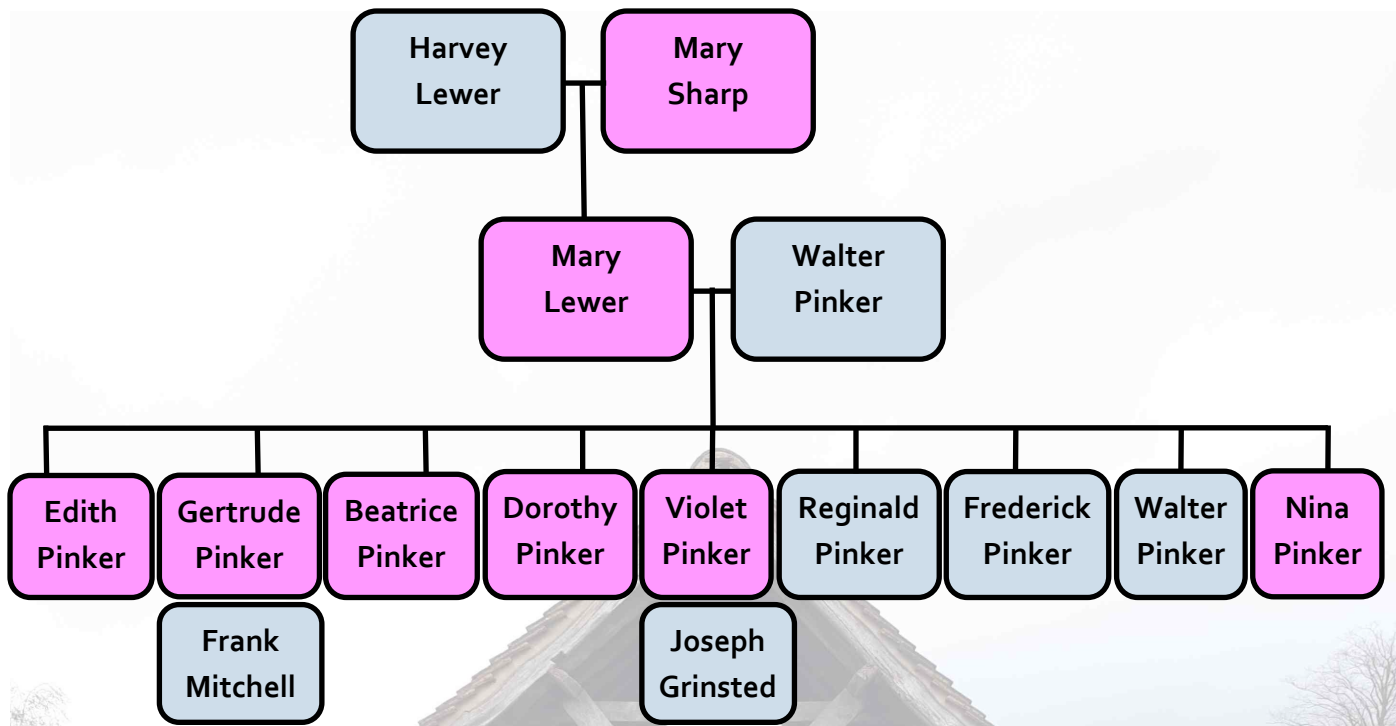 Harvey
Lewer
Mary
Sharp
Mary
Lewer
Walter
Pinker
Edith
Pinker
Gertrude
Pinker
Beatrice
Pinker
Dorothy
Pinker
Violet
Pinker
Reginald
Pinker
Frederick
Pinker
Walter
Pinker
Nina
Pinker
Frank
Mitchell
Joseph
Grinsted